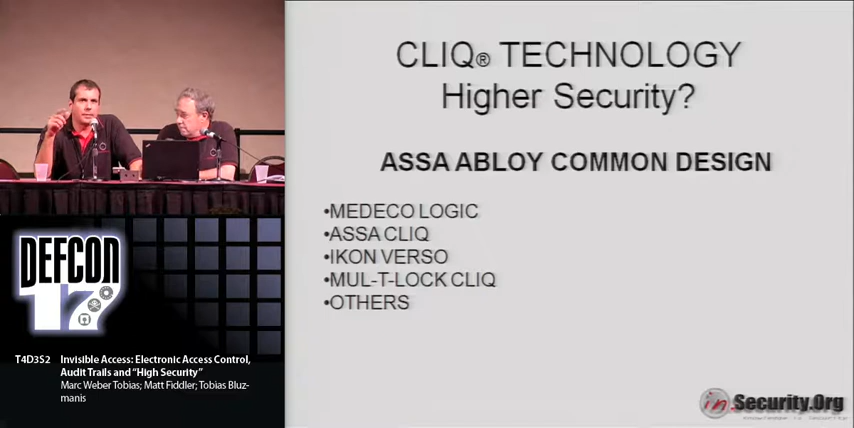 CLIQ® TECHNOLOGY
Higher Security?
ASSA ABLOY COMMON DESIGN
•MEDECO LOGIC
•ASSA CLIQ
•IKON VERSO
•MUL-T-LOCK CLIQ
•OTHERS
DEFCON
17
T4D3S2 Invisible Access: Electronic Access Control,
Audit Trails and “High Security”
Marc Weber Tobias; Matt Fiddler; Tobias Bluz-
manis
in.Security.Org